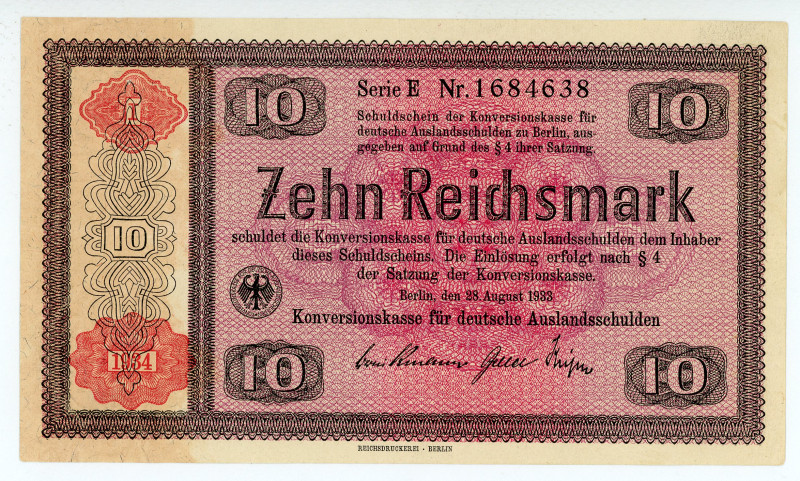 Serie E Nr. 1684638
10 10
Schuldschein der Konversionskasse für
deutsche Auslandsschulden zu Berlin, aus-
gegeben auf Grund des § 4 ihrer Satzung.
Zehn Reichsmark
10
schuldet die Konversionskasse für deutsche Auslandsschulden dem Inhaber
dieses Schuldscheins. Die Einlösung erfolgt nach § 4
der Satzung der Konversionskasse.
Berlin, den 28. August 1933
Konversionskasse für deutsche Auslandsschulden
1934
10 10
REICHSDRUCKEREI · BERLIN